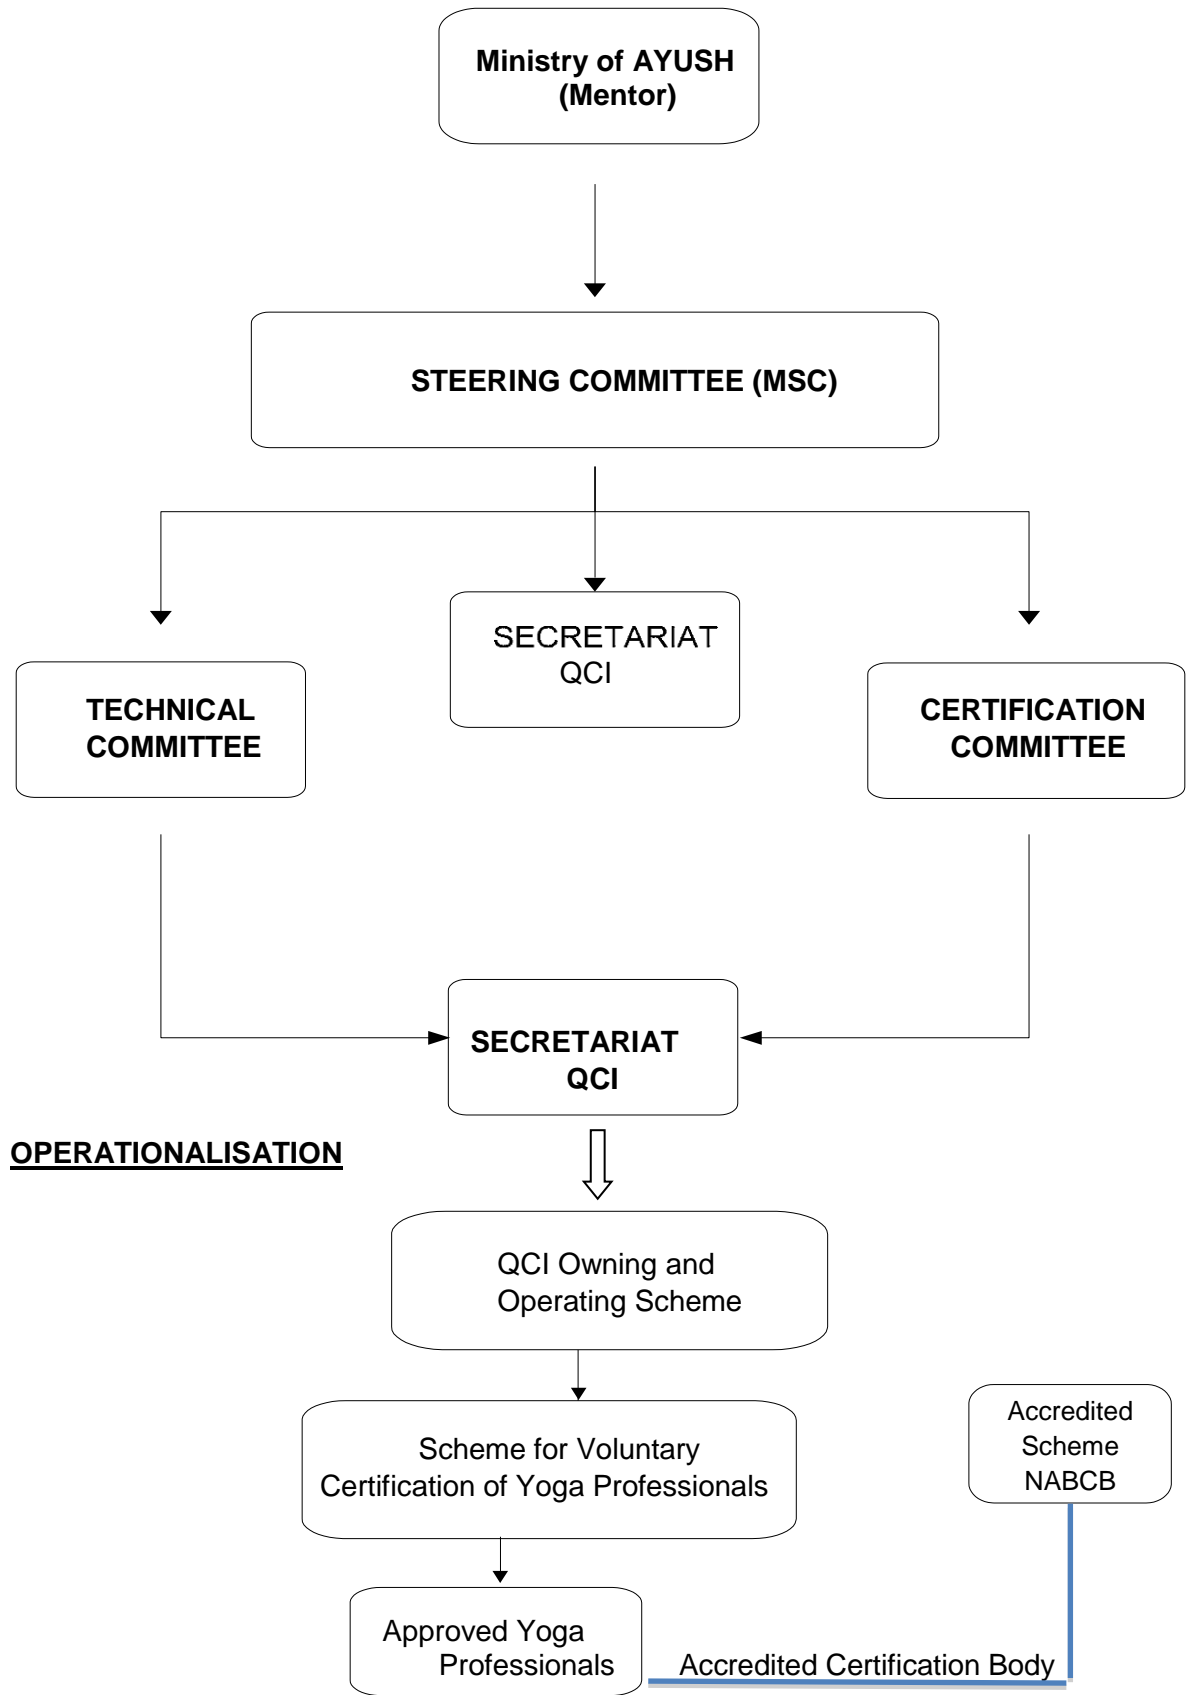 Ministry of AYUSH
(Mentor)
STEERING COMMITTEE (MSC)
SECRETARIAT
QCI
TECHNICAL
COMMITTEE
CERTIFICATION
COMMITTEE
SECRETARIAT
QCI
OPERATIONALISATION
QCI Owning and
Operating Scheme
Scheme for Voluntary
Certification of Yoga Professionals
Accredited
Scheme
NABCB
Approved Yoga
Professionals
Accredited Certification Body